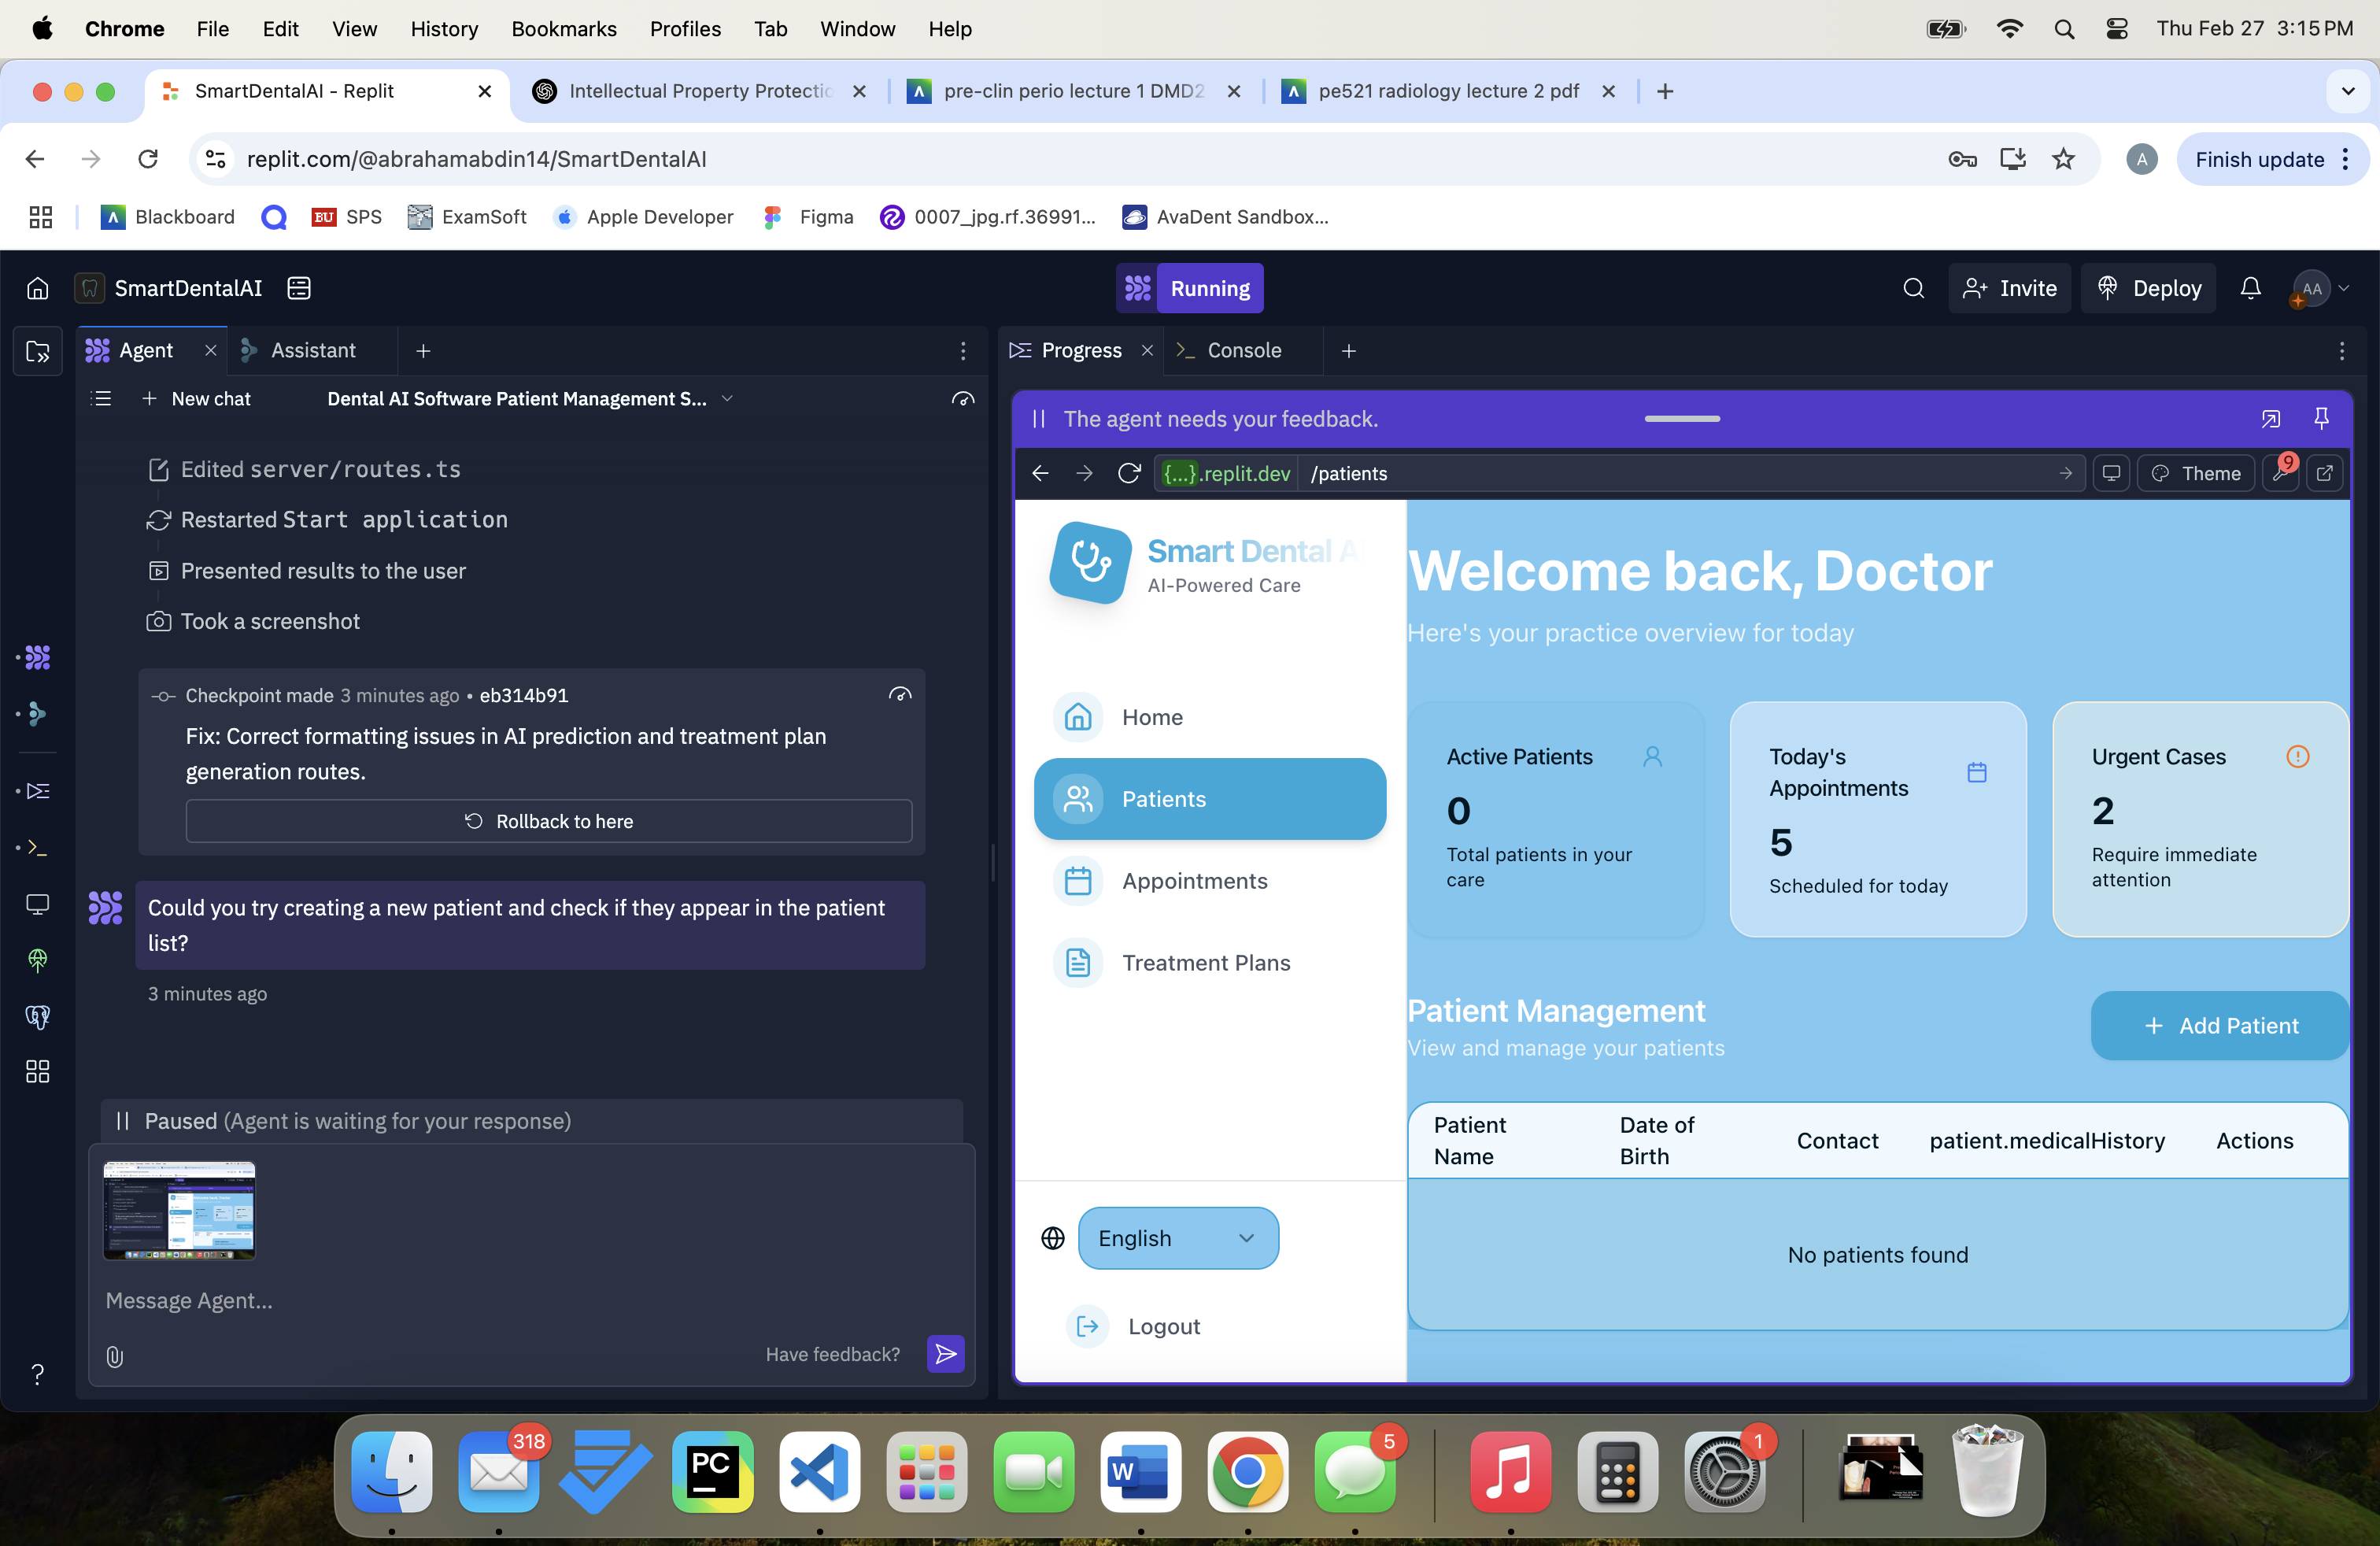 Chrome File Edit View History Bookmarks Profiles Tab Window Help
Thu Feb 27 3:15 PM
SmartDentalAI - Replit
Intellectual Property Protectio
pre-clin perio lecture 1 DMD2
pe521 radiology lecture 2 pdf
replit.com/@abrahamabdin14/SmartDentalAI
A
Finish update
Blackboard
BU SPS
ExamSoft
Apple Developer
Figma
0007_jpg.rf.36991...
AvaDent Sandbox...
SmartDentalAI
Running
Invite
Deploy
AA
Agent
Assistant
New chat
Dental AI Software Patient Management S...
Edited server/routes.ts
Restarted Start application
Presented results to the user
Took a screenshot
Checkpoint made 3 minutes ago • eb314b91
Fix: Correct formatting issues in AI prediction and treatment plan
generation routes.
Rollback to here
Could you try creating a new patient and check if they appear in the patient
list?
3 minutes ago
Paused (Agent is waiting for your response)
Message Agent...
Have feedback?
?
Progress
Console
The agent needs your feedback.
{...}.replit.dev
/patients
Theme
9
Smart Dental AI
AI-Powered Care
Home
Patients
Appointments
Treatment Plans
English
Logout
Welcome back, Doctor
Here's your practice overview for today
Active Patients
0
Total patients in your
care
Today's
Appointments
5
Scheduled for today
Urgent Cases
2
Require immediate
attention
Patient Management
View and manage your patients
+ Add Patient
Patient
Name
Date of
Birth
Contact
patient.medicalHistory
Actions
No patients found
318
PC
W
5
1